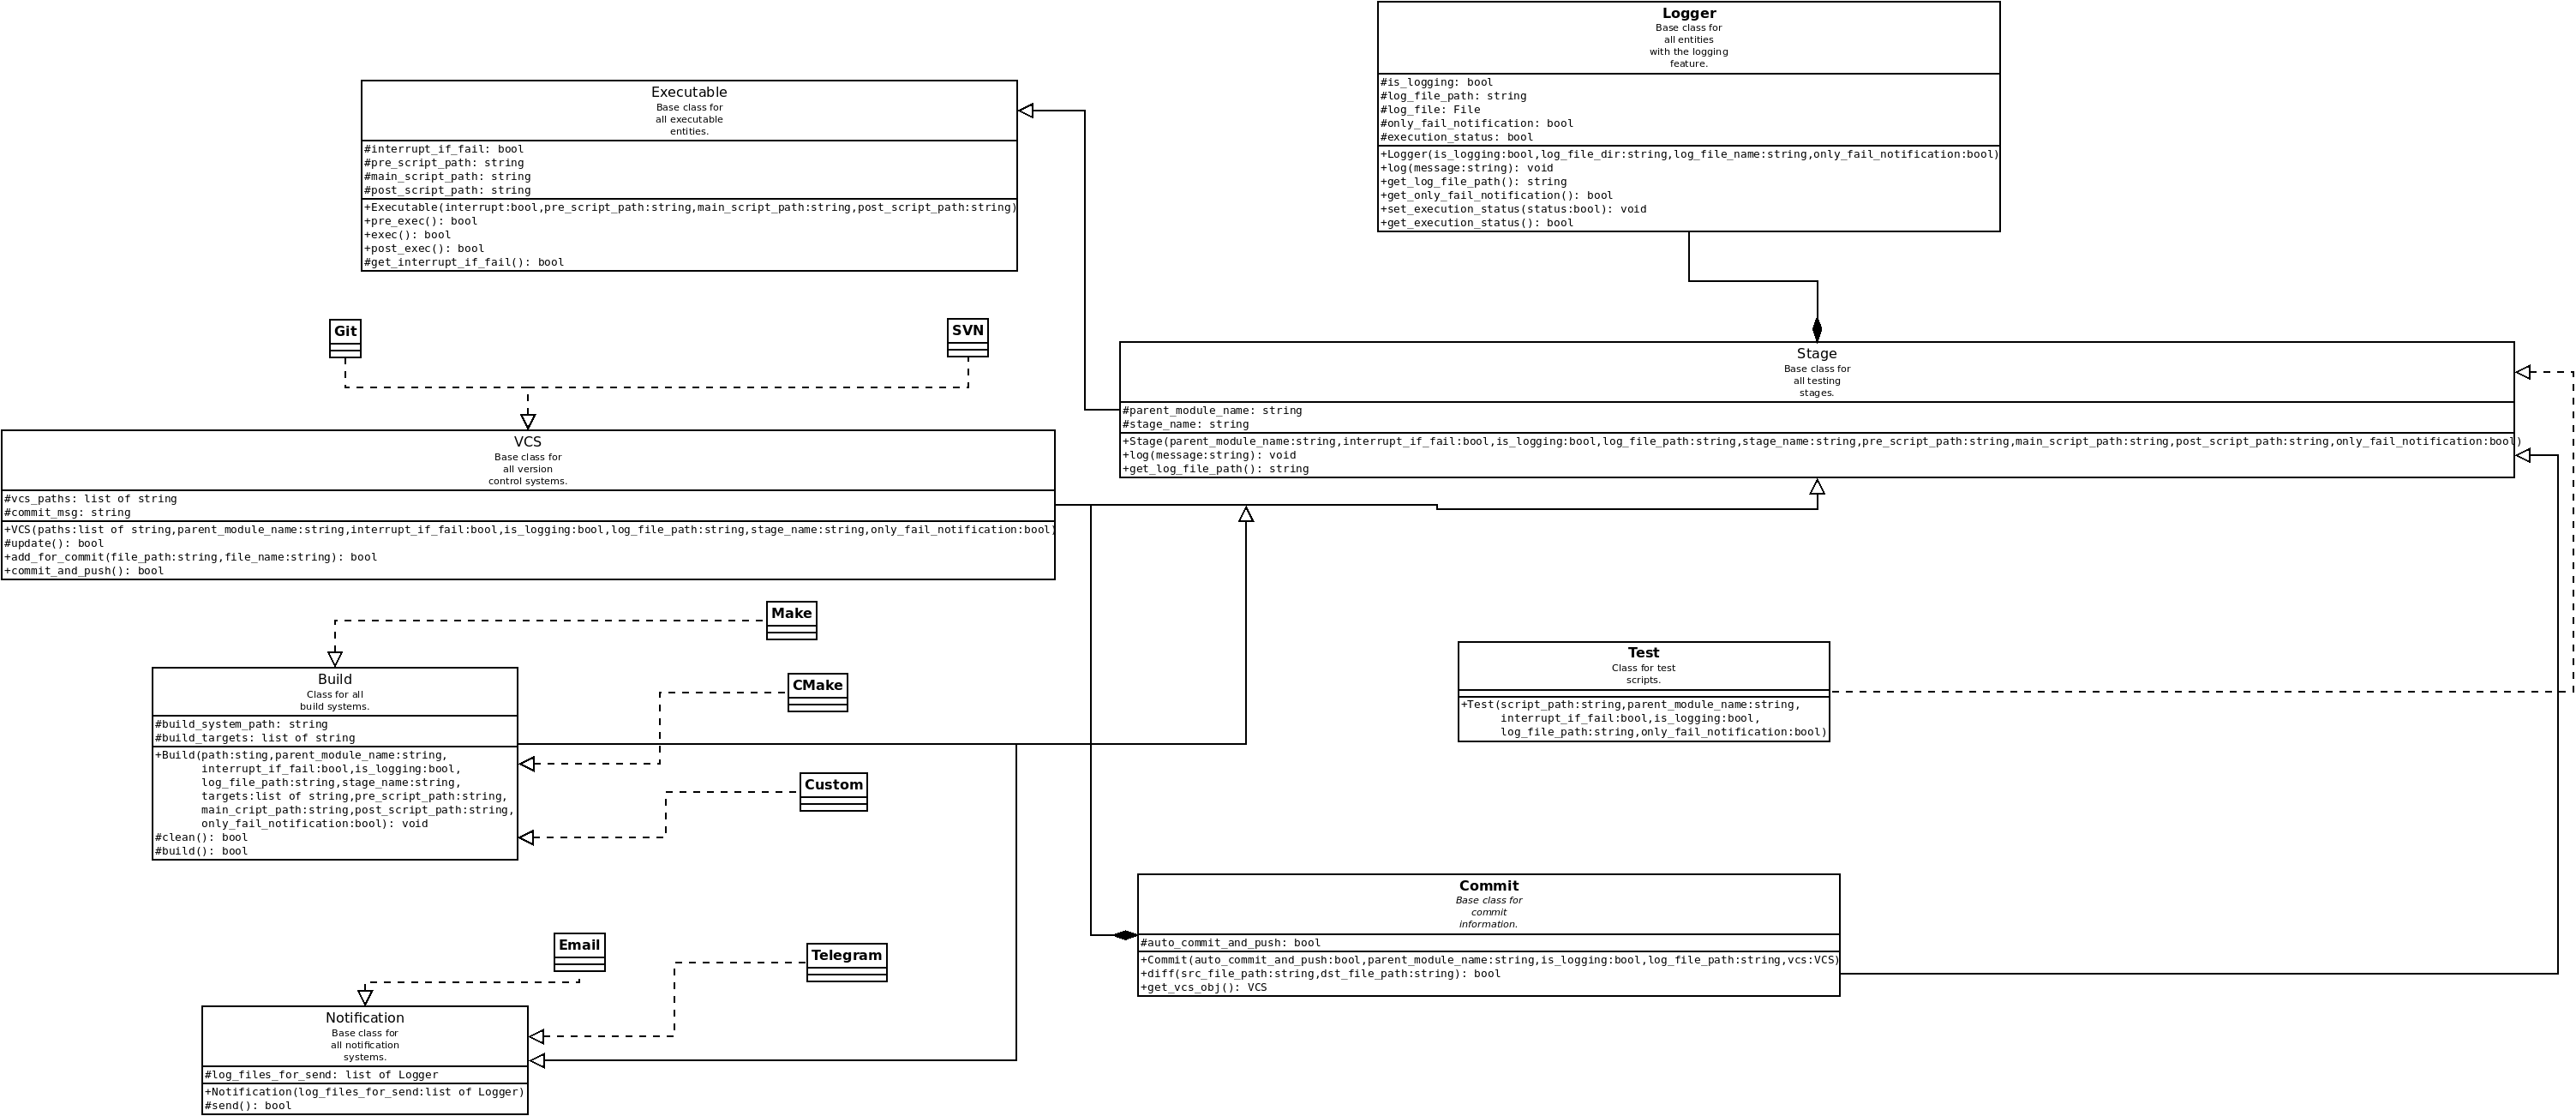 Logger
Base class for
all entities
with the logging
feature.
#is_logging: bool
#log_file_path: string
#log_file: File
#only_fail_notification: bool
#execution_status: bool
+Logger(is_logging:bool,log_file_dir:string,log_file_name:string,only_fail_notification:bool)
+log(message:string): void
+get_log_file_path(): string
+get_only_fail_notification(): bool
+set_execution_status(status:bool): void
+get_execution_status(): bool
Executable
Base class for
all executable
entities.
#interrupt_if_fail: bool
#pre_script_path: string
#main_script_path: string
#post_script_path: string
+Executable(interrupt:bool,pre_script_path:string,main_script_path:string,post_script_path:string)
+pre_exec(): bool
+exec(): bool
+post_exec(): bool
#get_interrupt_if_fail(): bool
Git
SVN
Stage
Base class for
all testing
stages.
#parent_module_name: string
#stage_name: string
+Stage(parent_module_name:string,interrupt_if_fail:bool,is_logging:bool,log_file_path:string,stage_name:string,pre_script_path:string,main_script_path:string,post_script_path:string,only_fail_notification:bool)
+log(message:string): void
+get_log_file_path(): string
VCS
Base class for
all version
control systems.
#vcs_paths: list of string
#commit_msg: string
+VCS(paths:list of string,parent_module_name:string,interrupt_if_fail:bool,is_logging:bool,log_file_path:string,stage_name:string,only_fail_notification:bool)
#update(): bool
+add_for_commit(file_path:string,file_name:string): bool
+commit_and_push(): bool
Make
CMake
Custom
Build
Class for all
build systems.
#build_system_path: string
#build_targets: list of string
+Build(path:sting,parent_module_name:string,
interrupt_if_fail:bool,is_logging:bool,
log_file_path:string,stage_name:string,
targets:list of string,pre_script_path:string,
main_cript_path:string,post_script_path:string,
only_fail_notification:bool): void
#clean(): bool
#build(): bool
Test
Class for test
scripts.
+Test(script_path:string,parent_module_name:string,
interrupt_if_fail:bool,is_logging:bool,
log_file_path:string,only_fail_notification:bool)
Commit
Base class for
commit
information.
#auto_commit_and_push: bool
+Commit(auto_commit_and_push:bool,parent_module_name:string,is_logging:bool,log_file_path:string,vcs:VCS)
+diff(src_file_path:string,dst_file_path:string): bool
+get_vcs_obj(): VCS
Email
Telegram
Notification
Base class for
all notification
systems.
#log_files_for_send: list of Logger
+Notification(log_files_for_send:list of Logger)
#send(): bool